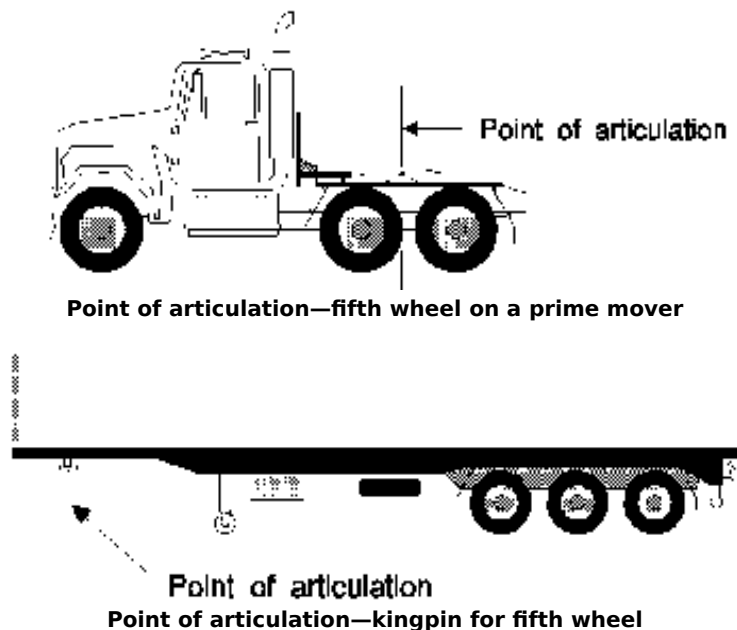 Point of articulation
Point of articulation—fifth wheel on a prime mover
Point of articulation
Point of articulation—kingpin for fifth wheel